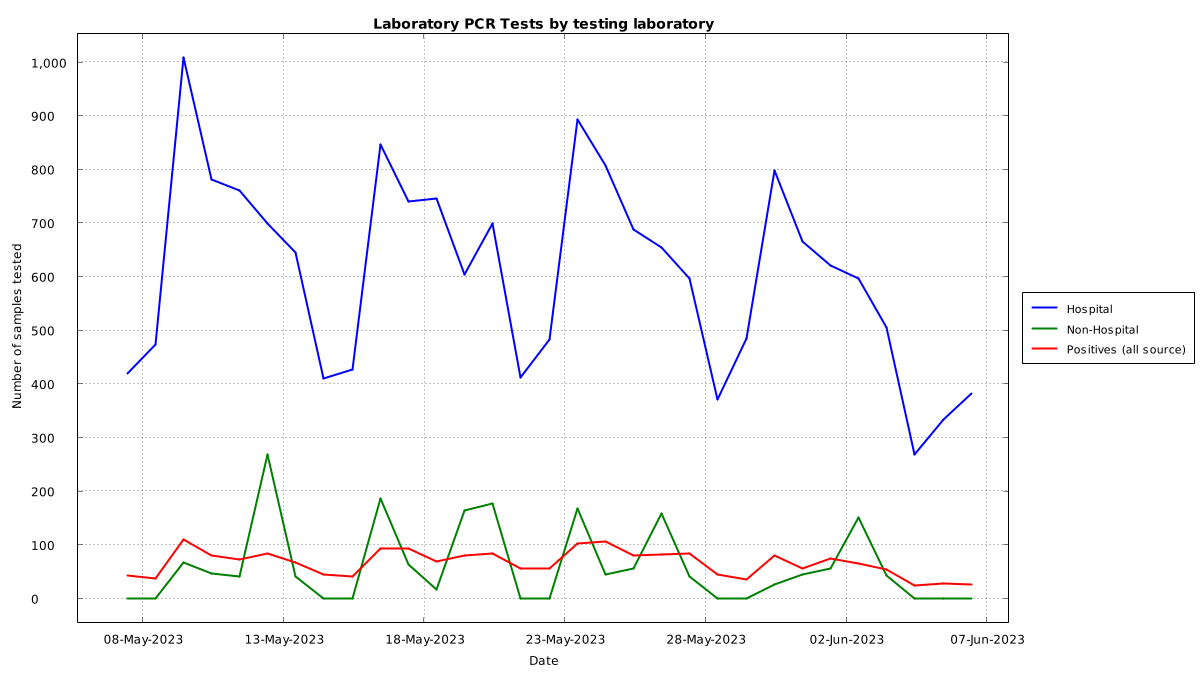 Laboratory PCR Tests by testing laboratory
1,000
900
800
700
600
500
400
300
200
100
0
Number of samples tested
08-May-2023
13-May-2023
18-May-2023
23-May-2023
28-May-2023
02-Jun-2023
07-Jun-2023
Date
Hospital
Non-Hospital
Positives (all source)